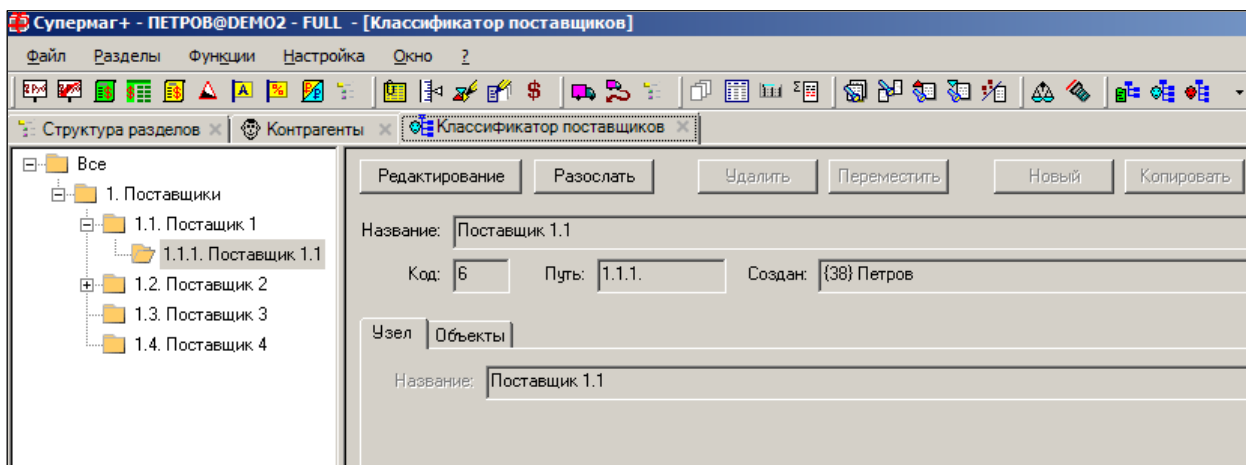 Супермаг+ - ПЕТРОВ@DEMO2 - FULL - [Классификатор поставщиков]
Файл Разделы Функции Настройка Окно ?
Структура разделов Контрагенты Классификатор поставщиков
Все
1. Поставщики
1.1. Постащик 1
1.1.1. Поставщик 1.1
1.2. Поставщик 2
1.3. Поставщик 3
1.4. Поставщик 4
Редактирование Разослать Удалить Переместить Новый Копировать
Название: Поставщик 1.1
Код: 6 Путь: 1.1.1. Создан: {38} Петров
Узел Объекты
Название: Поставщик 1.1